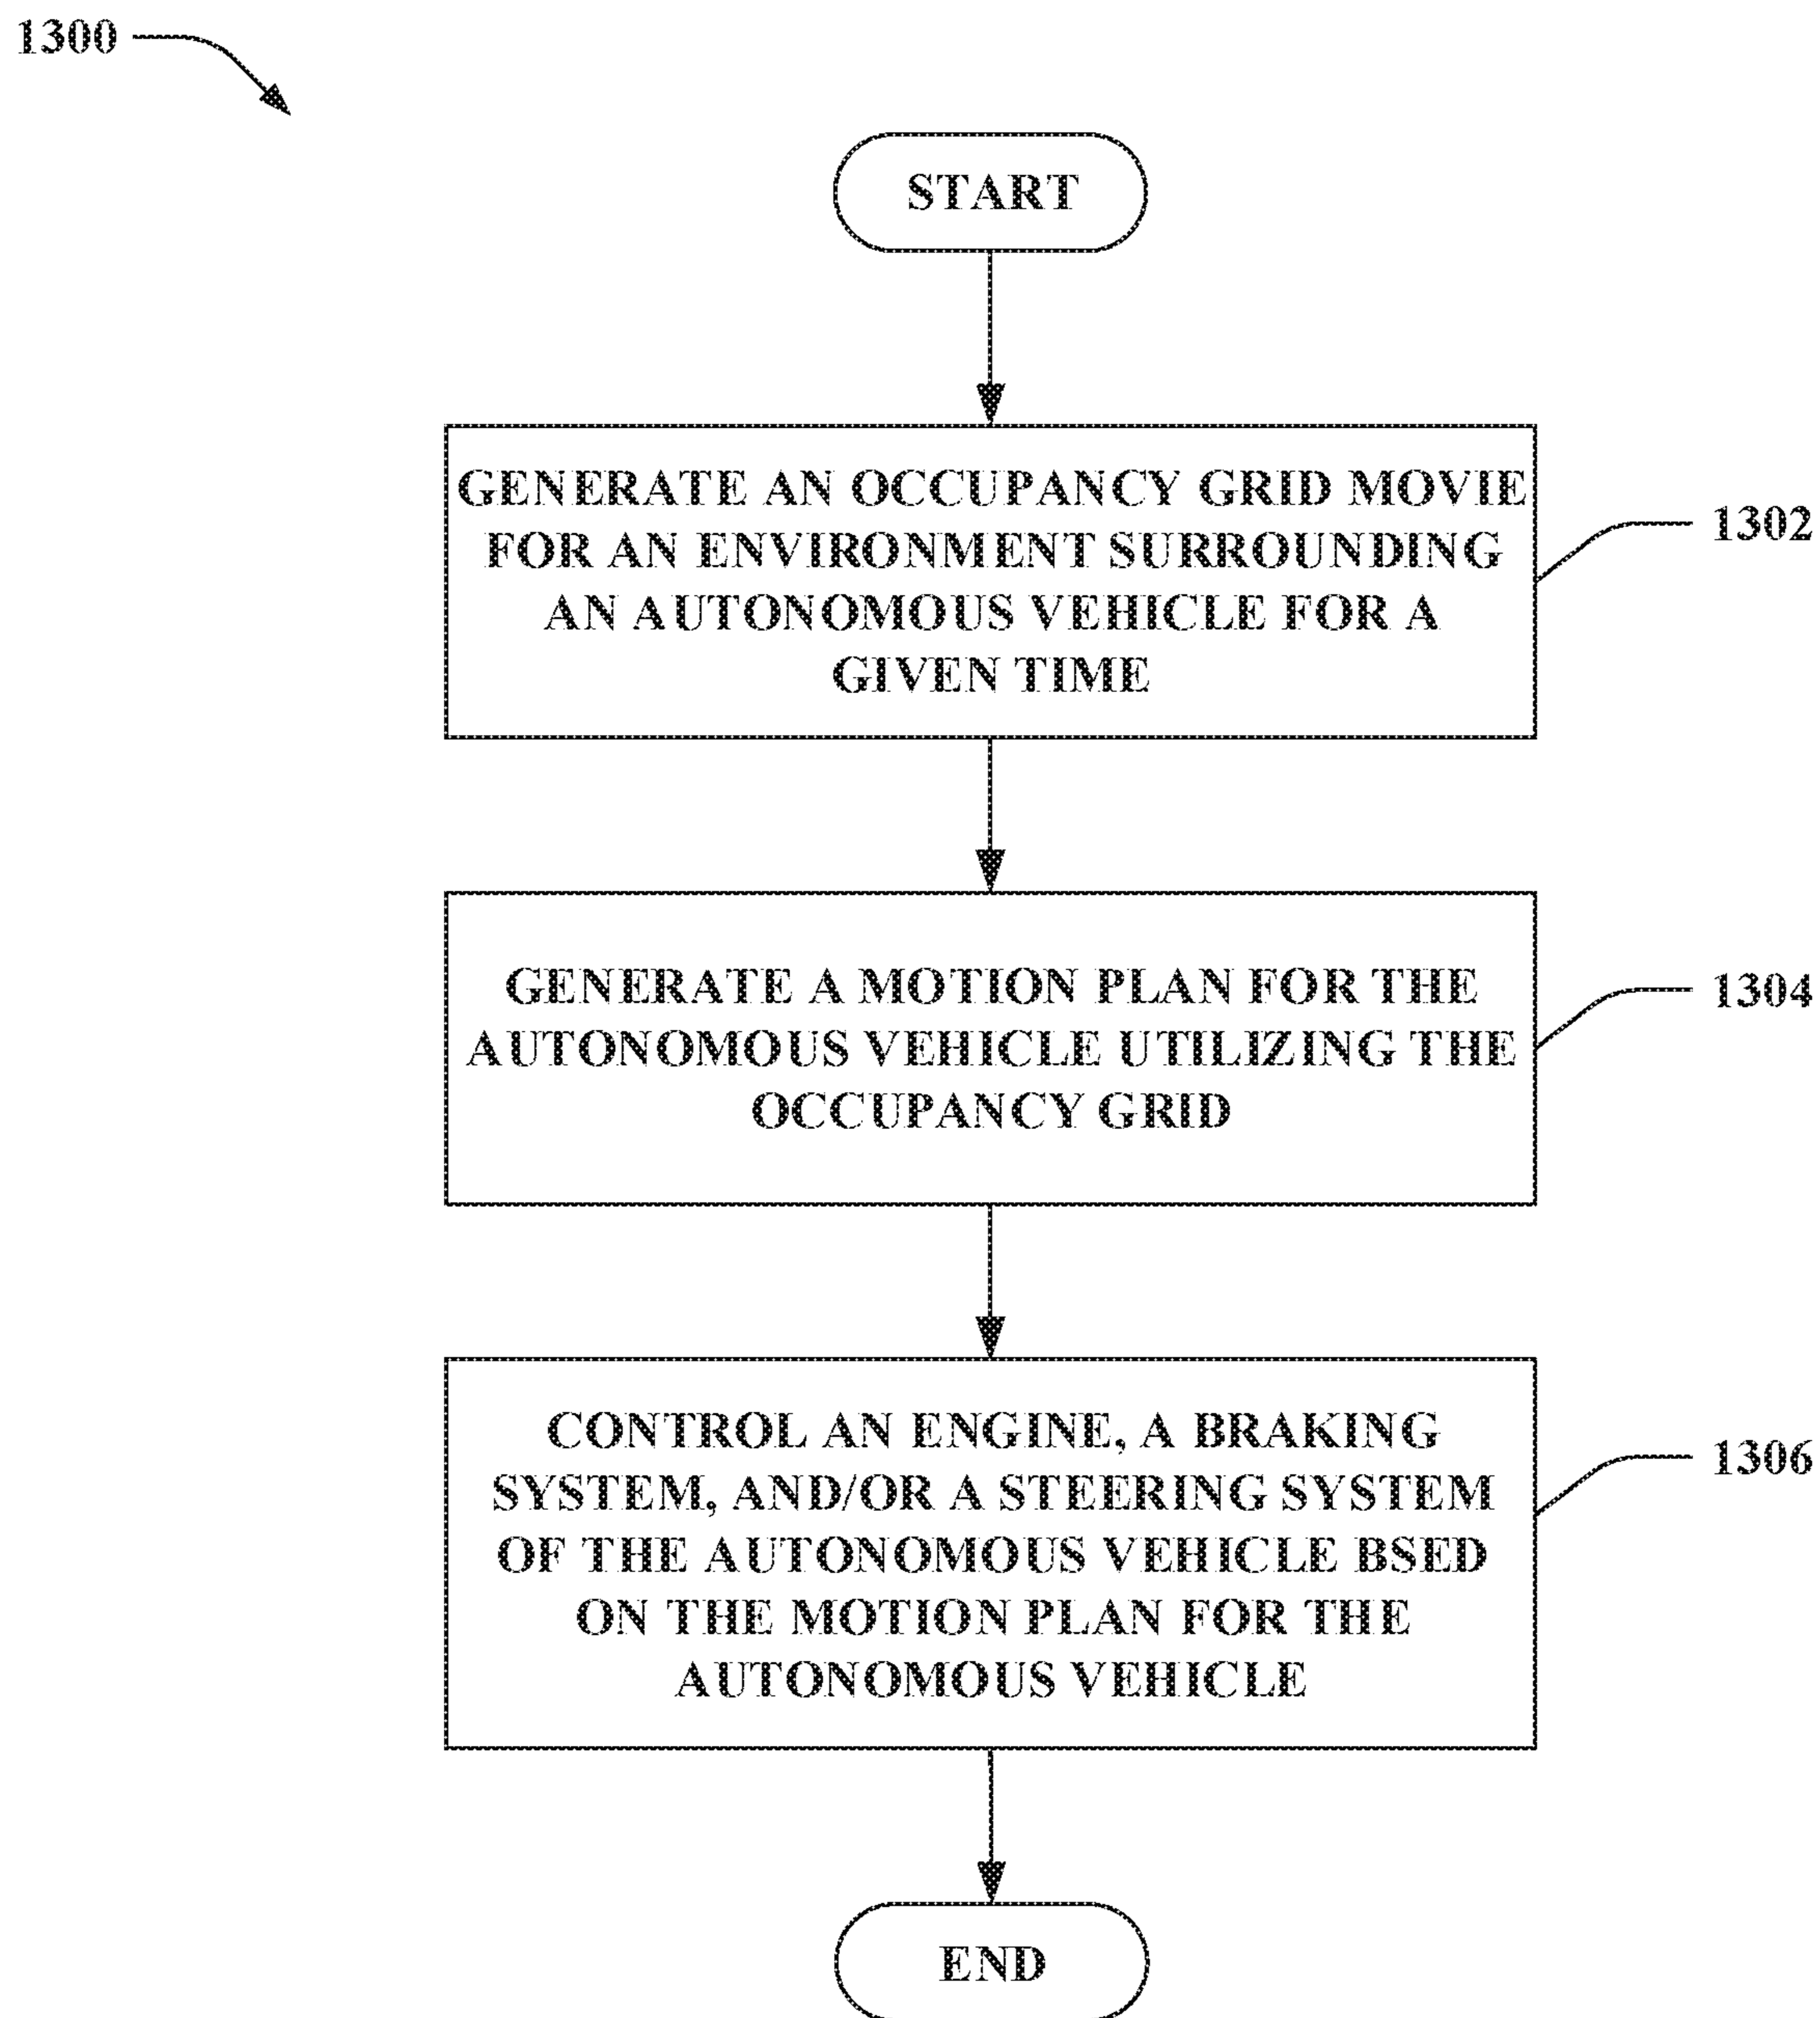 1300
START
GENERATE AN OCCUPANCY GRID MOVIE
FOR AN ENVIRONMENT SURROUNDING
AN AUTONOMOUS VEHICLE FOR A
GIVEN TIME
1302
GENERATE A MOTION PLAN FOR THE
AUTONOMOUS VEHICLE UTILIZING THE
OCCUPANCY GRID
1304
CONTROL AN ENGINE, A BRAKING
SYSTEM, AND/OR A STEERING SYSTEM
OF THE AUTONOMOUS VEHICLE BSED
ON THE MOTION PLAN FOR THE
AUTONOMOUS VEHICLE
1306
END